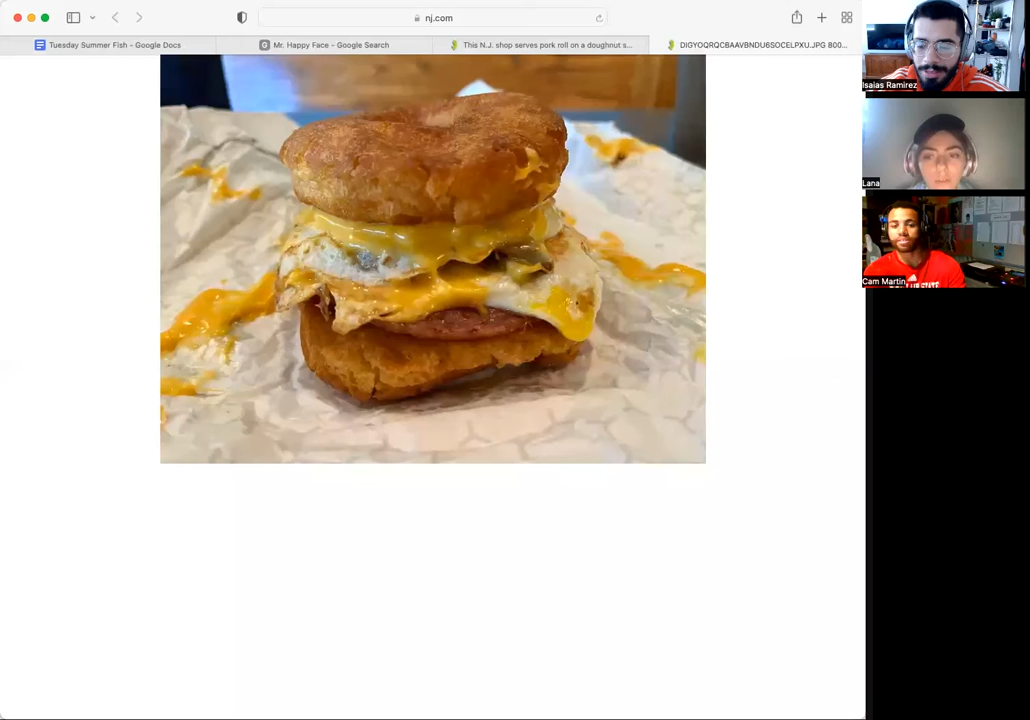 nj.com
Tuesday Summer Fish - Google Docs
Mr. Happy Face - Google Search
This N.J. shop serves pork roll on a doughnut s...
DIGYOQRQCBAAVBNDU6SOCELPXU.JPG 800...
Isaias Ramirez
Lana
Cam Martin